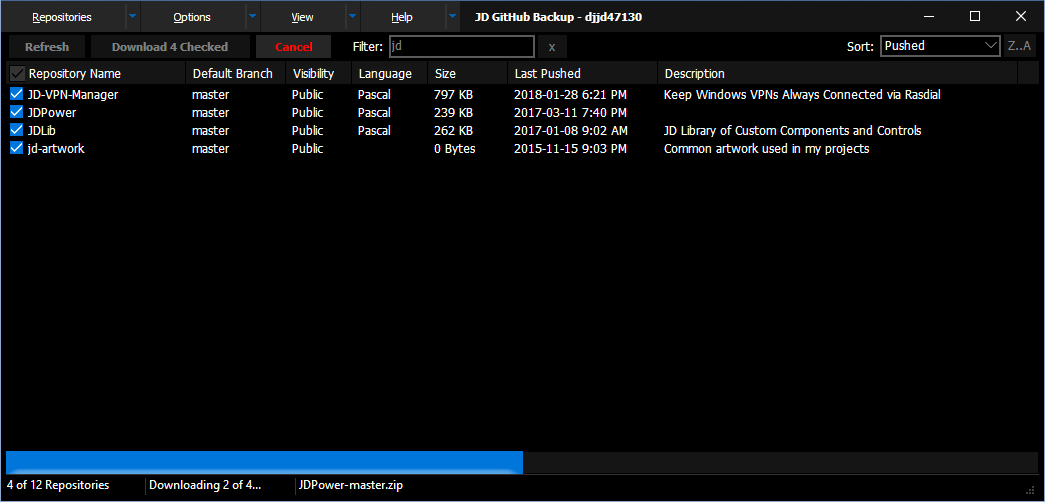 Repositories Options View Help JD GitHub Backup - djjd47130
Refresh Download 4 Checked Cancel Filter: jd x Sort: Pushed Z..A
Repository Name Default Branch Visibility Language Size Last Pushed Description
JD-VPN-Manager master Public Pascal 797 KB 2018-01-28 6:21 PM Keep Windows VPNs Always Connected via Rasdial
JDPower master Public Pascal 239 KB 2017-03-11 7:40 PM
JDLib master Public Pascal 262 KB 2017-01-08 9:02 AM JD Library of Custom Components and Controls
jd-artwork master Public 0 Bytes 2015-11-15 9:03 PM Common artwork used in my projects
4 of 12 Repositories Downloading 2 of 4... JDPower-master.zip